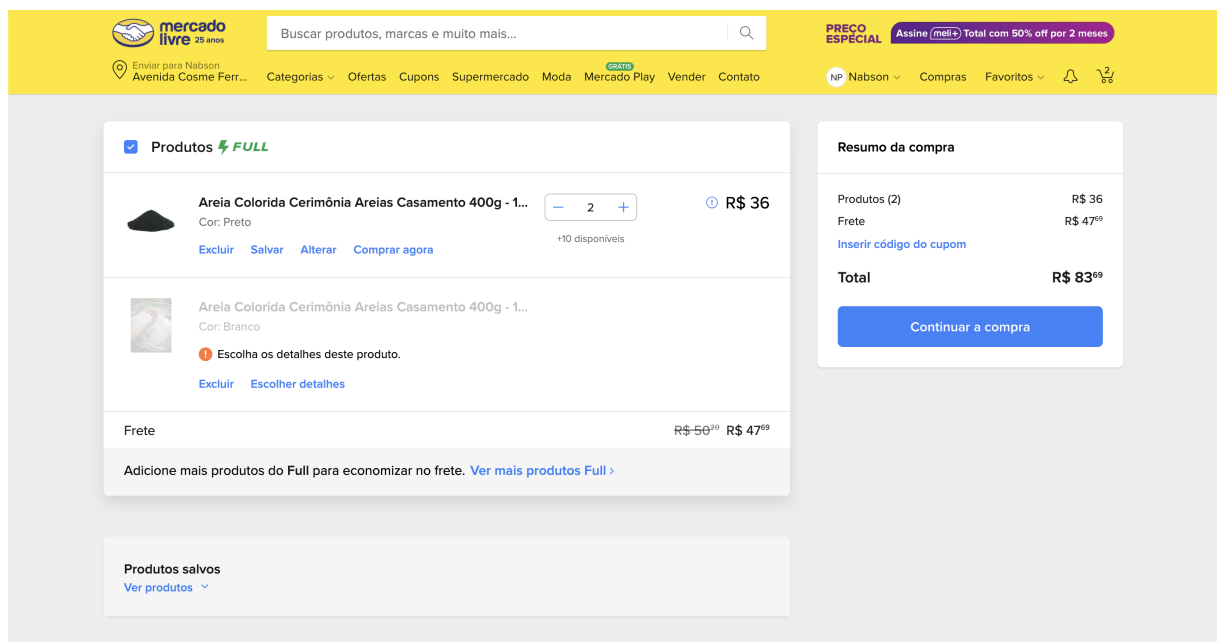 mercado livre 25 anos
Buscar produtos, marcas e muito mais...
PREÇO ESPECIAL
Assine meli+ Total com 50% off por 2 meses
Enviar para Nabson
Avenida Cosme Ferr...
Categorias
Ofertas
Cupons
Supermercado
Moda
GRÁTIS
Mercado Play
Vender
Contato
NP Nabson
Compras
Favoritos
2
Produtos FULL
Areia Colorida Cerimônia Areias Casamento 400g - 1...
Cor: Preto
Excluir Salvar Alterar Comprar agora
— 2 +
+10 disponíveis
R$ 36
Areia Colorida Cerimônia Areias Casamento 400g - 1...
Cor: Branco
! Escolha os detalhes deste produto.
Excluir Escolher detalhes
Frete R$ 50²⁰ R$ 47⁶⁹
Adicione mais produtos do Full para economizar no frete. Ver mais produtos Full ›
Produtos salvos
Ver produtos
Resumo da compra
Produtos (2) R$ 36
Frete R$ 47⁶⁹
Inserir código do cupom
Total R$ 83⁶⁹
Continuar a compra